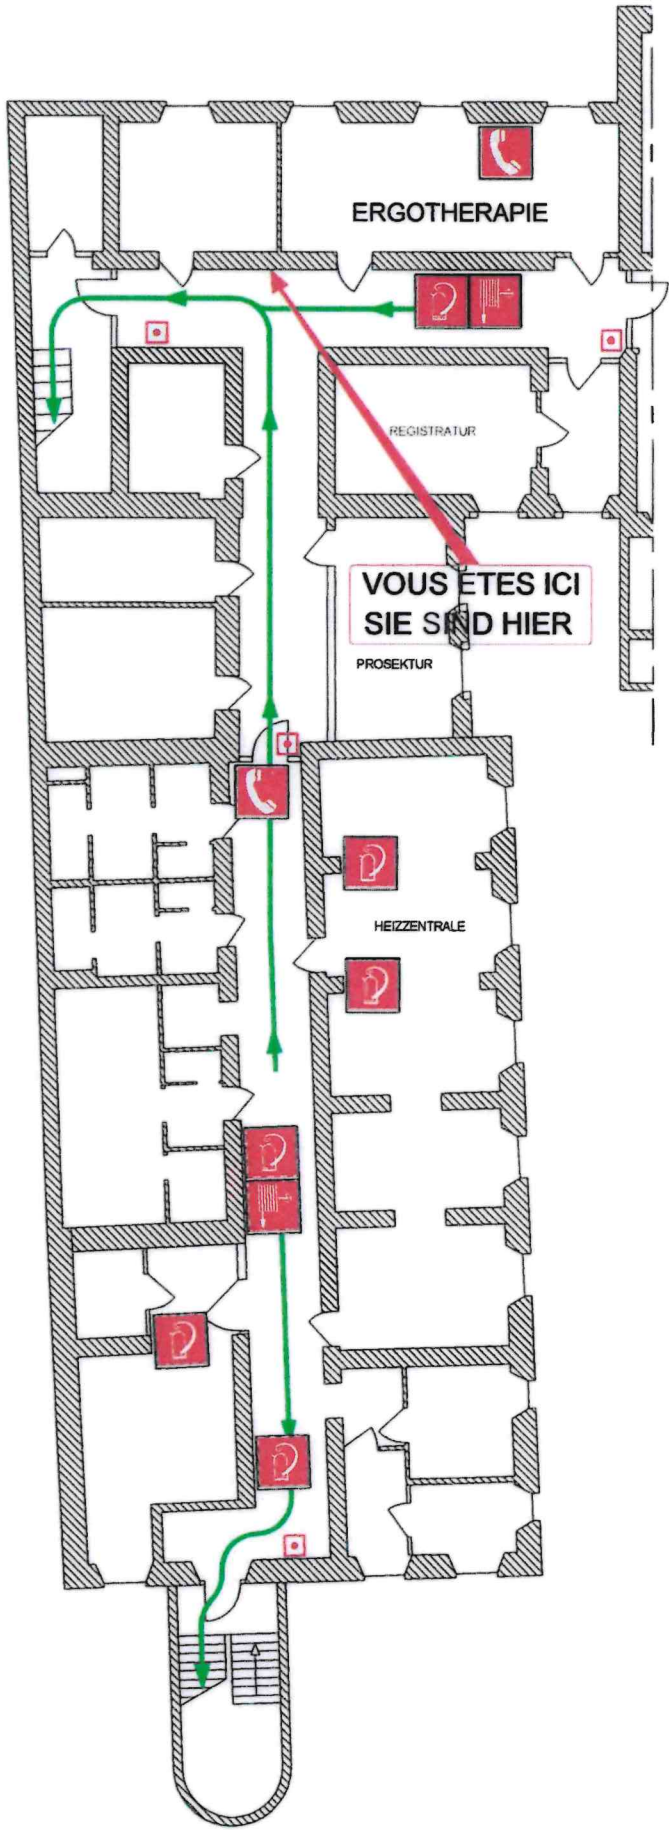 ERGOTHERAPIE
REGISTRATUR
VOUS ETES ICI
SIE SIND HIER
PROSEKTUR
HEIZZENTRALE